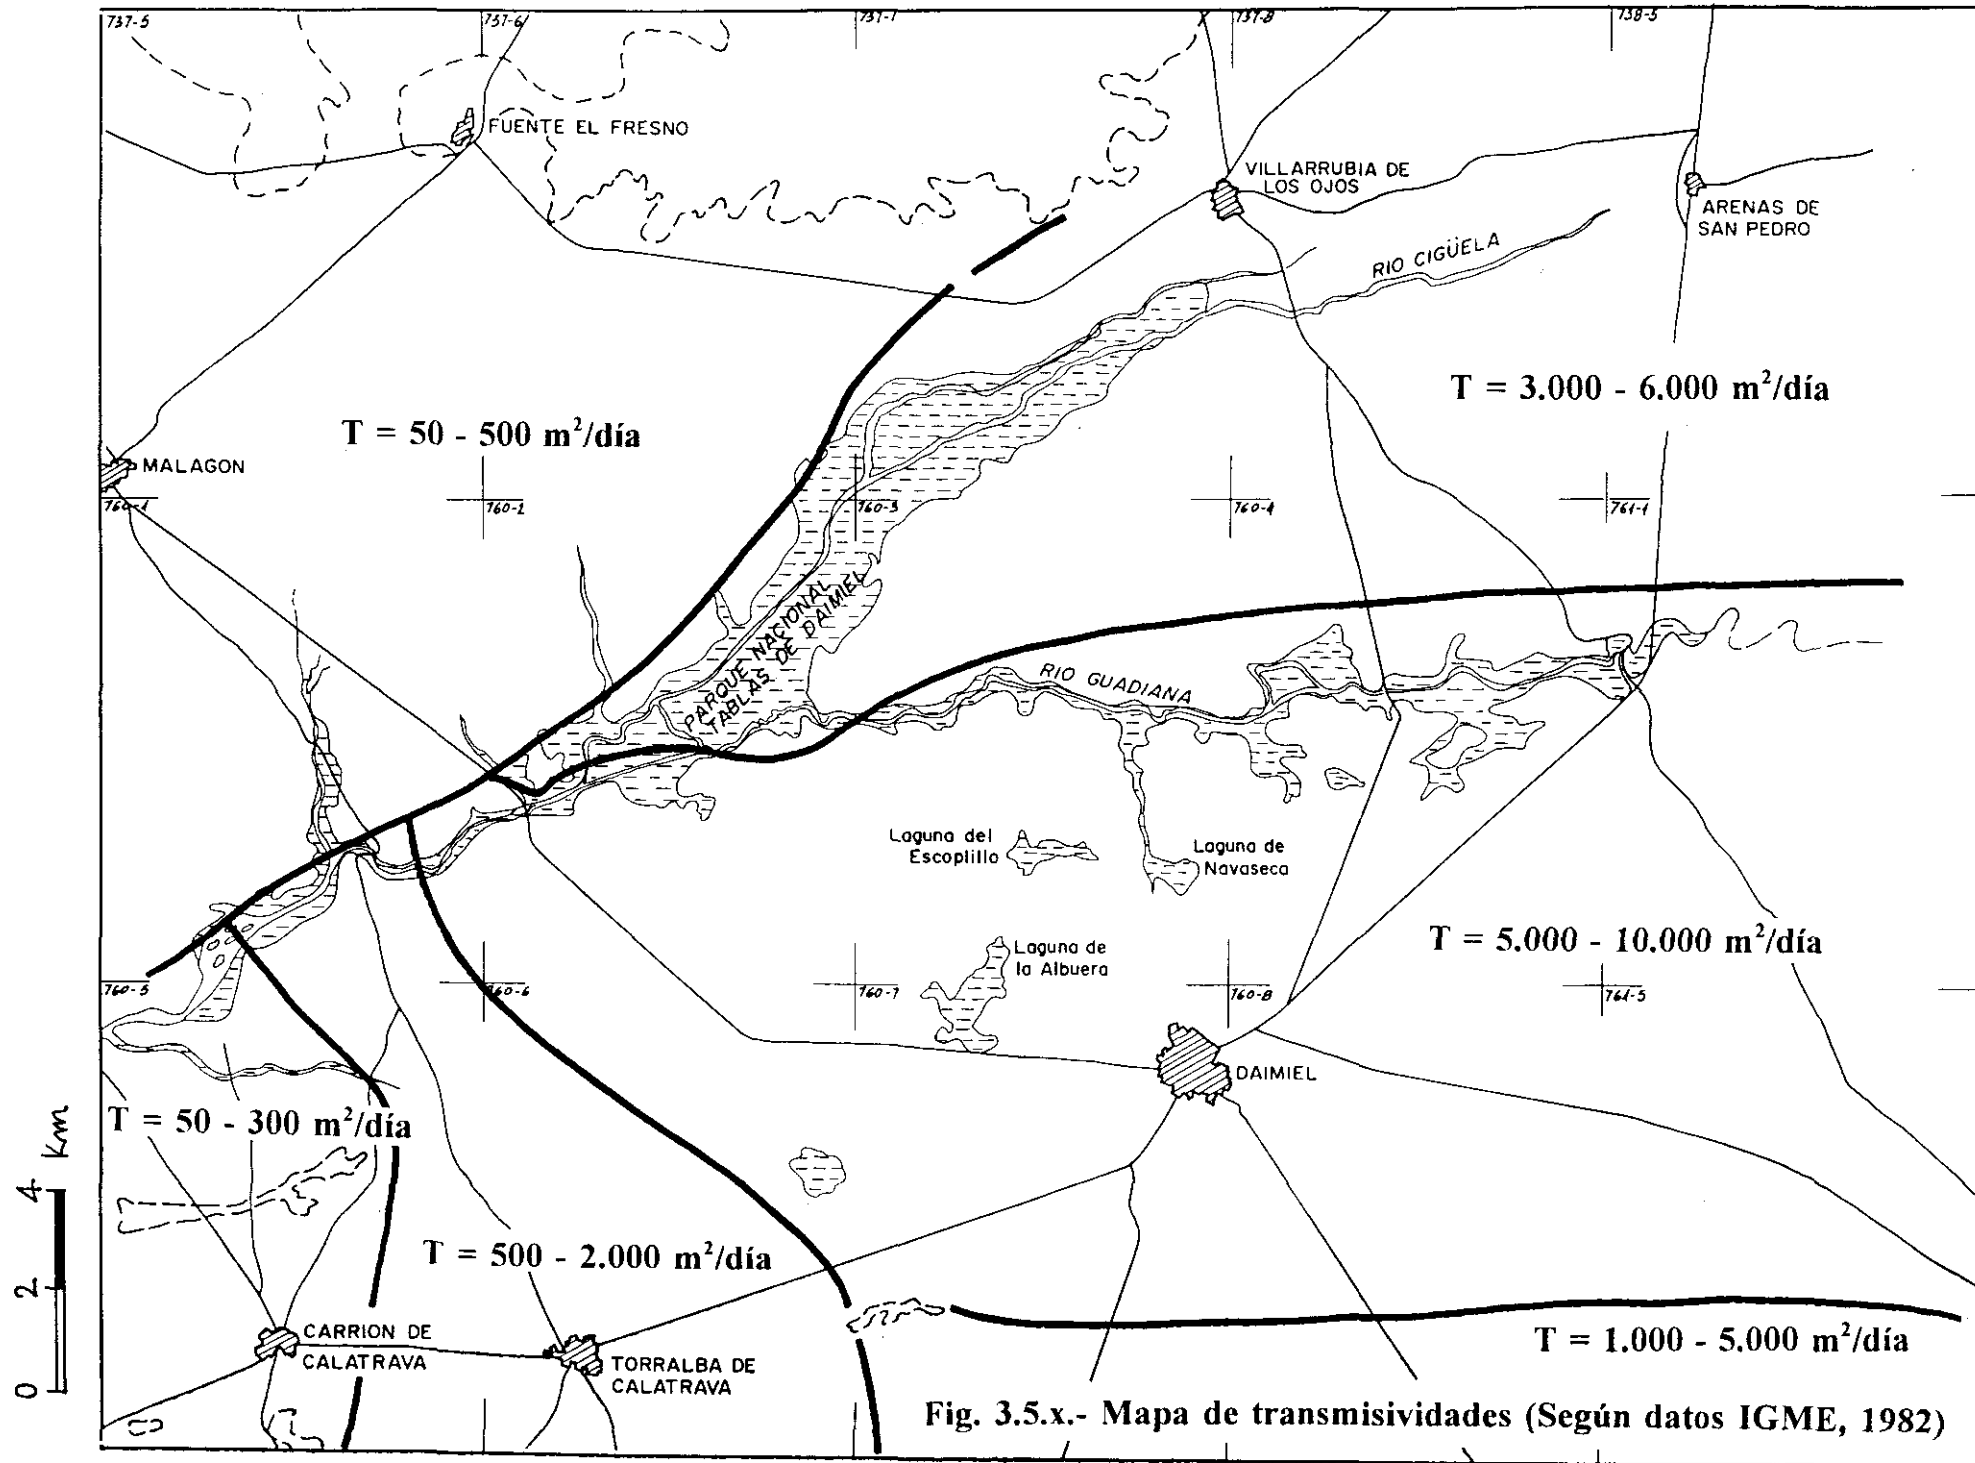 737-5
737-6
737-7
737-8
738-5
FUENTE EL FRESNO
VILLARRUBIA DE
LOS OJOS
ARENAS DE
SAN PEDRO
RIO CIGÜELA
T = 3.000 - 6.000 m²/día
T = 50 - 500 m²/día
MALAGON
760-1
760-2
760-3
760-4
761-1
PARQUE NACIONAL
TABLAS DE DAIMIEL
RIO GUADIANA
Laguna del
Escoplillo
Laguna de
Navaseca
T = 5.000 - 10.000 m²/día
Laguna de
la Albuera
760-5
760-6
760-7
760-8
761-5
DAIMIEL
T = 50 - 300 m²/día
km
4
2
0
T = 500 - 2.000 m²/día
CARRION DE
CALATRAVA
TORRALBA DE
CALATRAVA
T = 1.000 - 5.000 m²/día
Fig. 3.5.x.- Mapa de transmisividades (Según datos IGME, 1982)